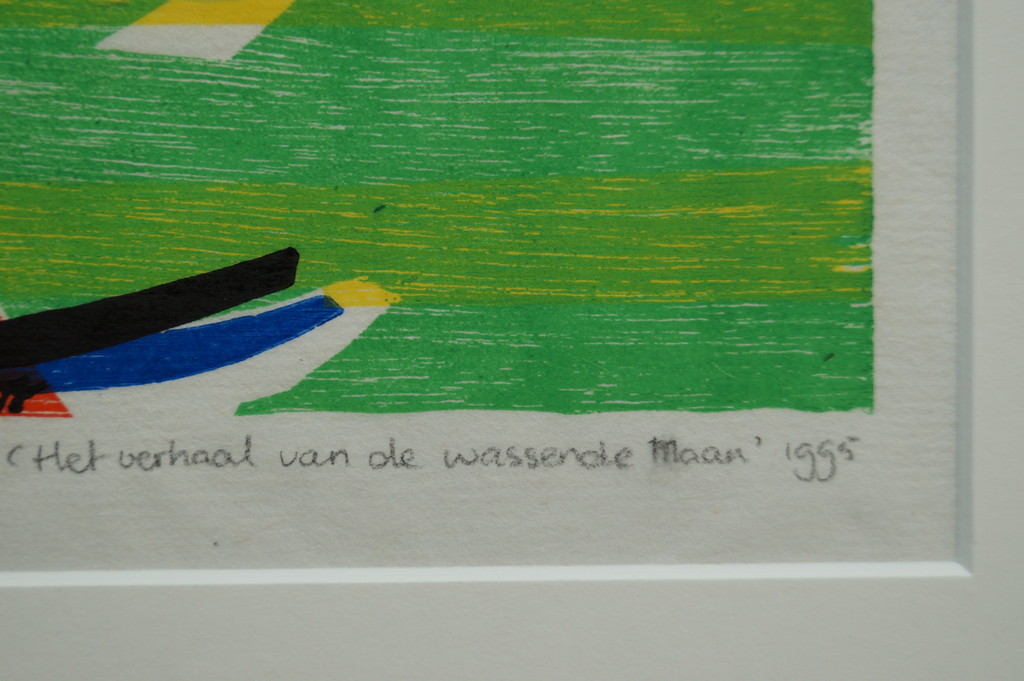 ‘Het verhaal van de wassende Maan’ 1995